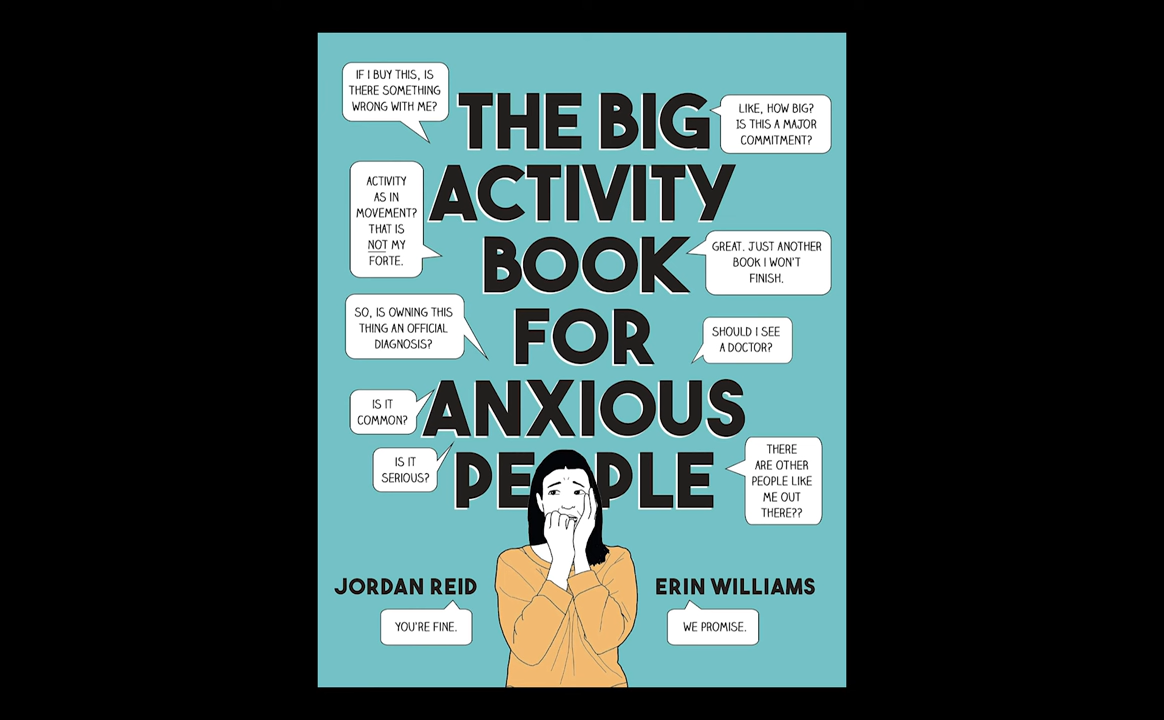 IF I BUY THIS, IS
THERE SOMETHING
WRONG WITH ME?
THE BIG
LIKE, HOW BIG?
IS THIS A MAJOR
COMMITMENT?
ACTIVITY
AS IN
MOVEMENT?
THAT IS
NOT MY
FORTE.
ACTIVITY
BOOK
GREAT. JUST ANOTHER
BOOK I WON'T
FINISH.
SO, IS OWNING THIS
THING AN OFFICIAL
DIAGNOSIS?
FOR
SHOULD I SEE
A DOCTOR?
IS IT
COMMON?
ANXIOUS
IS IT
SERIOUS?
PEOPLE
THERE
ARE OTHER
PEOPLE LIKE
ME OUT
THERE??
JORDAN REID
ERIN WILLIAMS
YOU'RE FINE.
WE PROMISE.